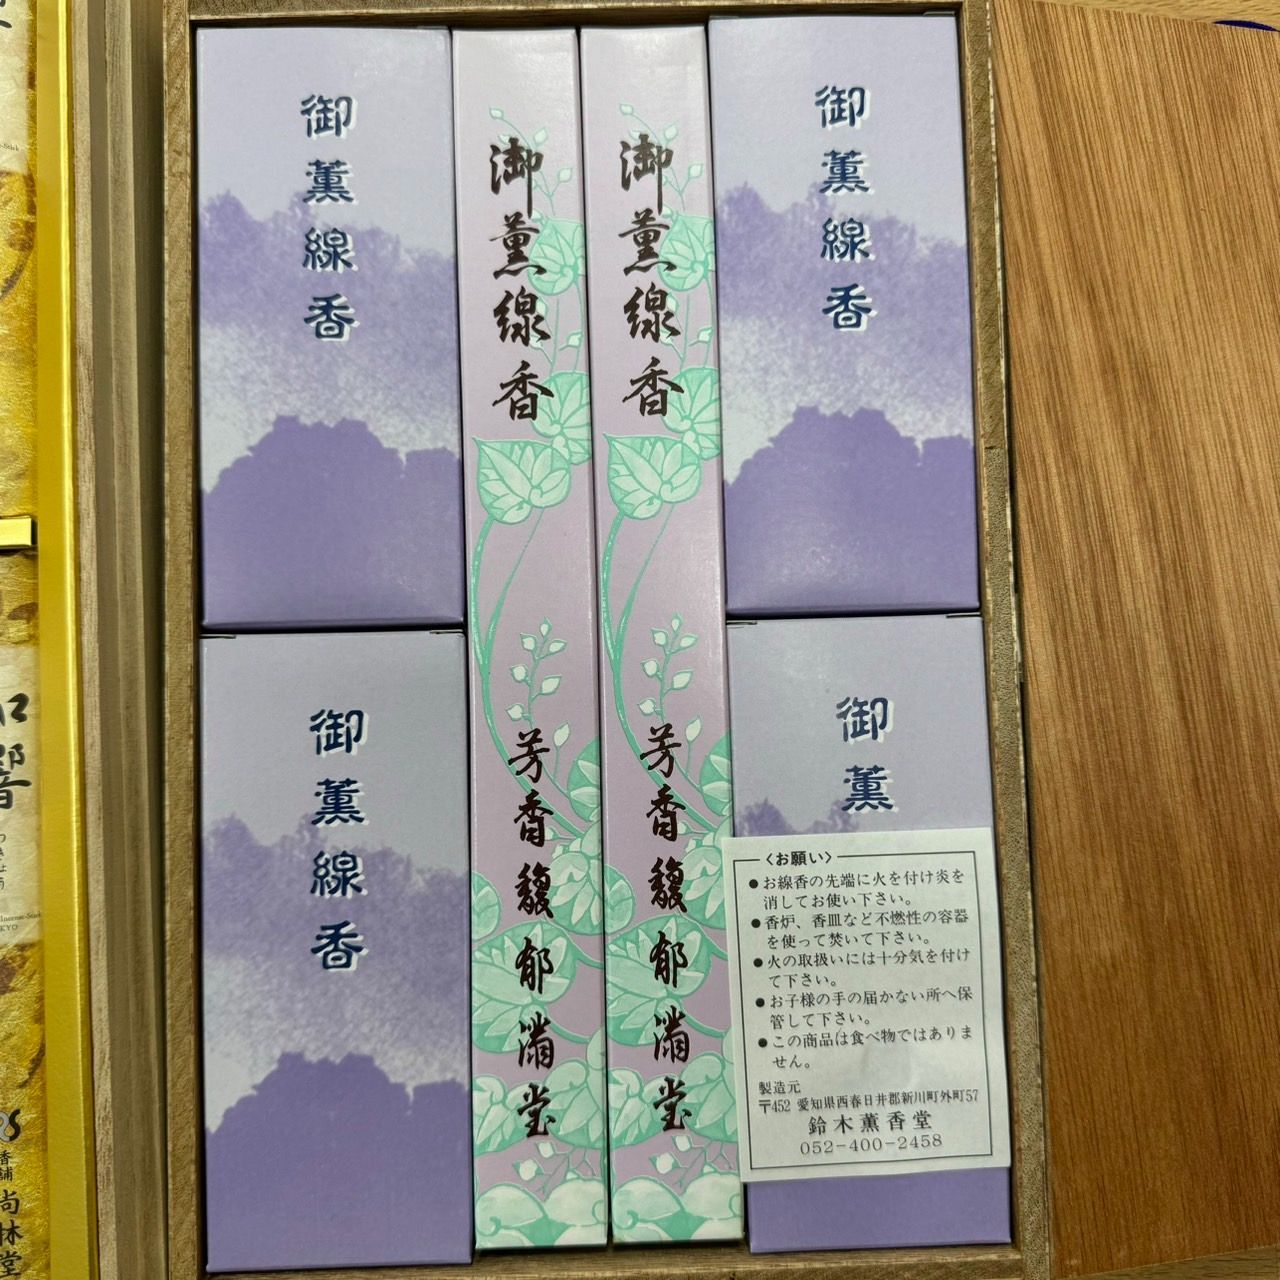 御薫線香
御薫線香
芳香馥郁満堂
御薫線香
芳香馥郁満堂
御薫線香
御薫線香
御薫
〈お願い〉
●お線香の先端に火を付け炎を
消してお使い下さい。
●香炉、香皿など不燃性の容器
を使って焚いて下さい。
●火の取扱いには十分気を付け
て下さい。
●お子様の手の届かない所へ保
管して下さい。
●この商品は食べ物ではありま
せん。
製造元
〒452 愛知県西春日井郡新川町外町57
鈴木薫香堂
052-400-2458
響
香舗
尚林堂